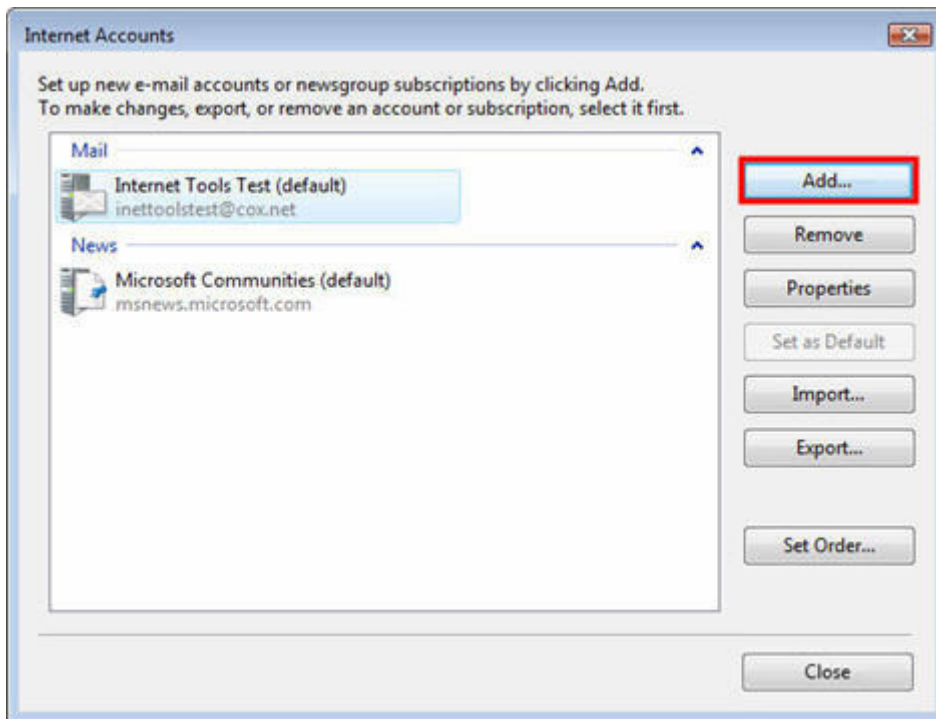 Internet Accounts
Set up new e-mail accounts or newsgroup subscriptions by clicking Add.
To make changes, export, or remove an account or subscription, select it first.
Mail
Internet Tools Test (default)
inettoolstest@cox.net
News
Microsoft Communities (default)
msnews.microsoft.com
Add...
Remove
Properties
Set as Default
Import...
Export...
Set Order...
Close